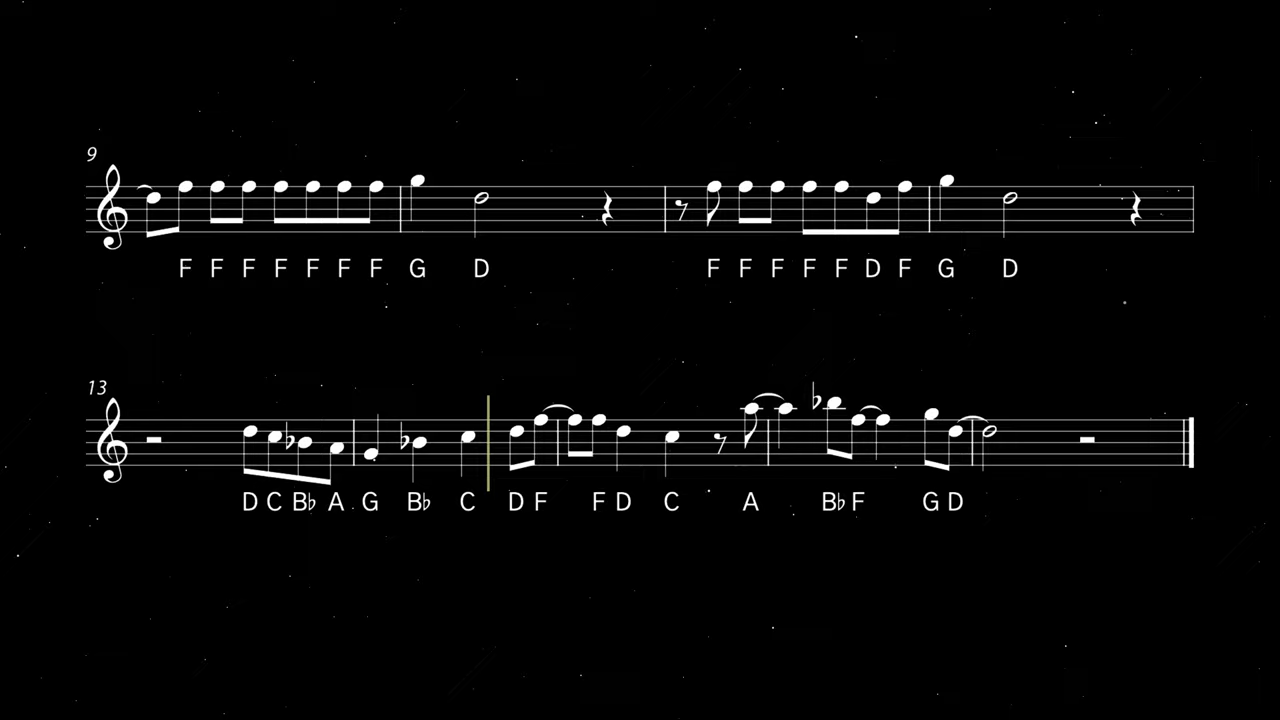 9
F F F F F F F G D F F F F F D F G D
13
D C B♭ A G B♭ C D F F D C A B♭ F G D